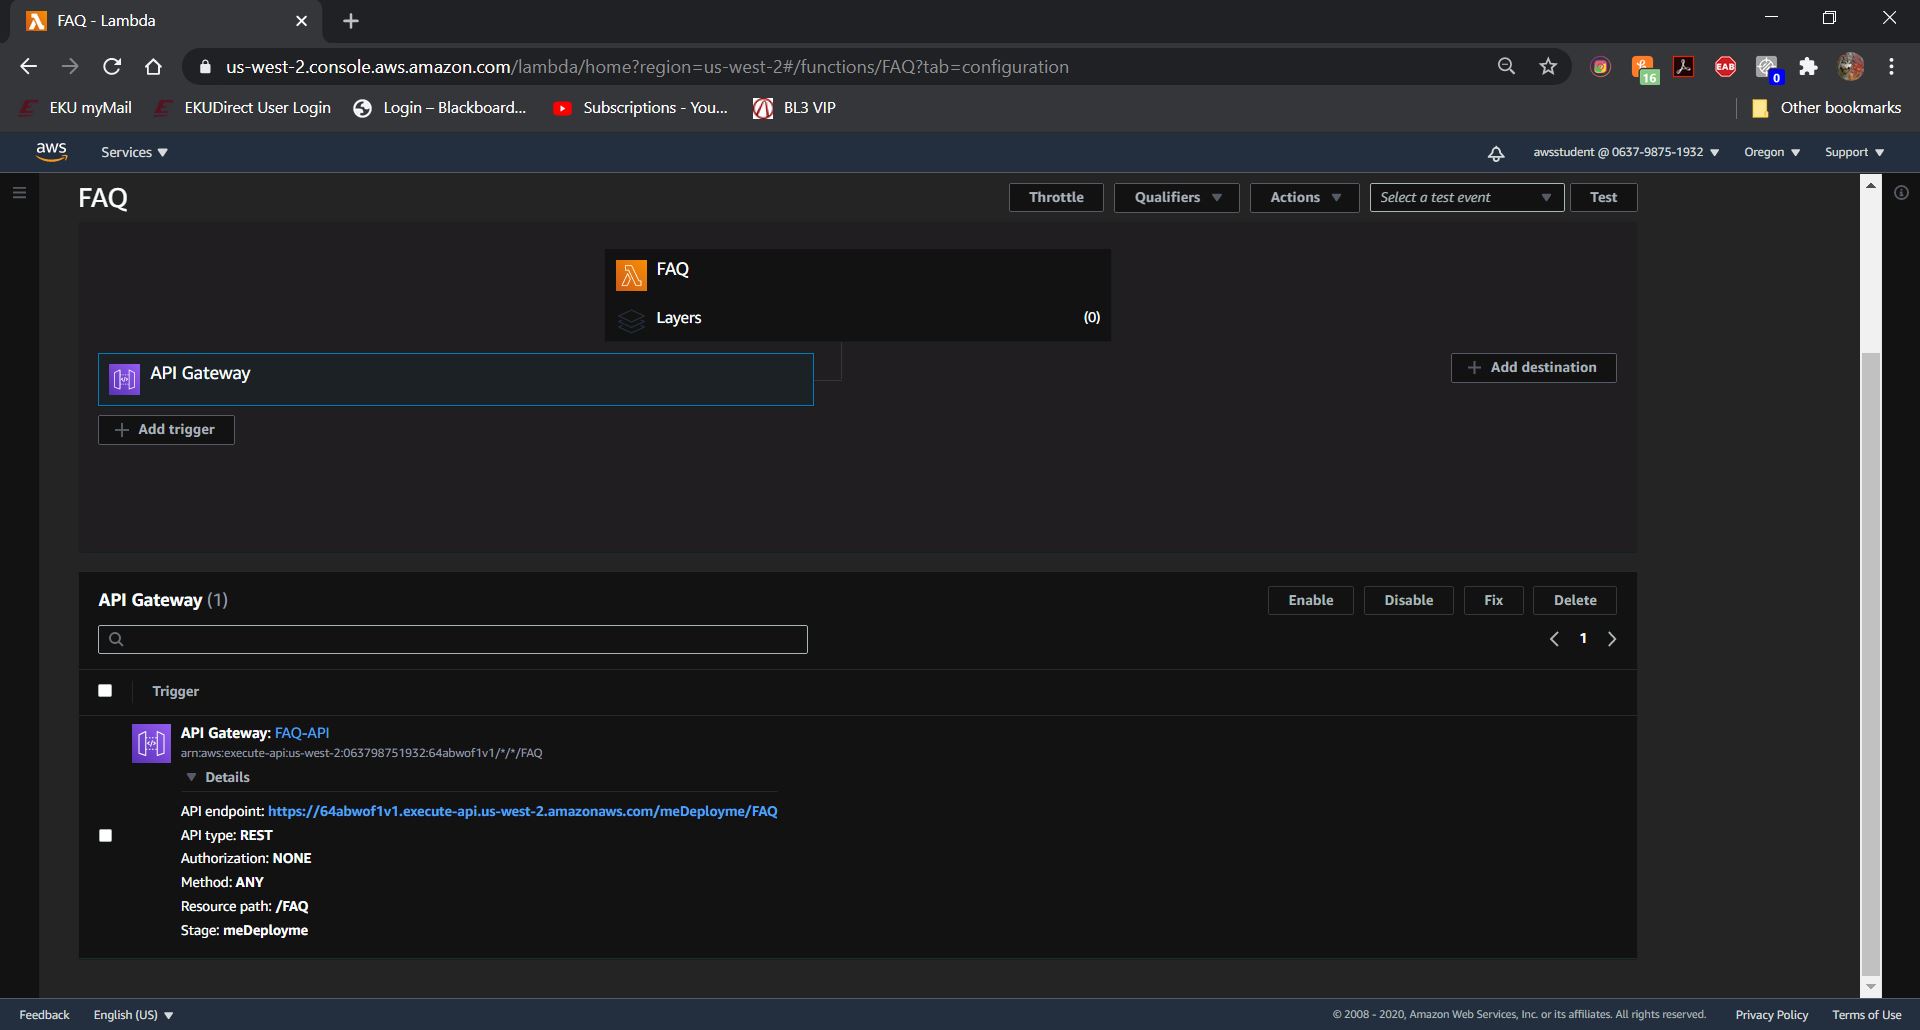 FAQ - Lambda
us-west-2.console.aws.amazon.com/lambda/home?region=us-west-2#/functions/FAQ?tab=configuration
16
EAB
0
EKU myMail
EKUDirect User Login
Login – Blackboard...
Subscriptions - You...
BL3 VIP
Other bookmarks
aws
Services
awsstudent @ 0637-9875-1932
Oregon
Support
FAQ
Throttle
Qualifiers
Actions
Select a test event
Test
FAQ
Layers
(0)
API Gateway
Add destination
Add trigger
API Gateway (1)
Enable
Disable
Fix
Delete
1
Trigger
API Gateway: FAQ-API
arn:aws:execute-api:us-west-2:063798751932:64abwof1v1/*/*/FAQ
Details
API endpoint: https://64abwof1v1.execute-api.us-west-2.amazonaws.com/meDeployme/FAQ
API type: REST
Authorization: NONE
Method: ANY
Resource path: /FAQ
Stage: meDeployme
Feedback
English (US)
© 2008 - 2020, Amazon Web Services, Inc. or its affiliates. All rights reserved.
Privacy Policy
Terms of Use